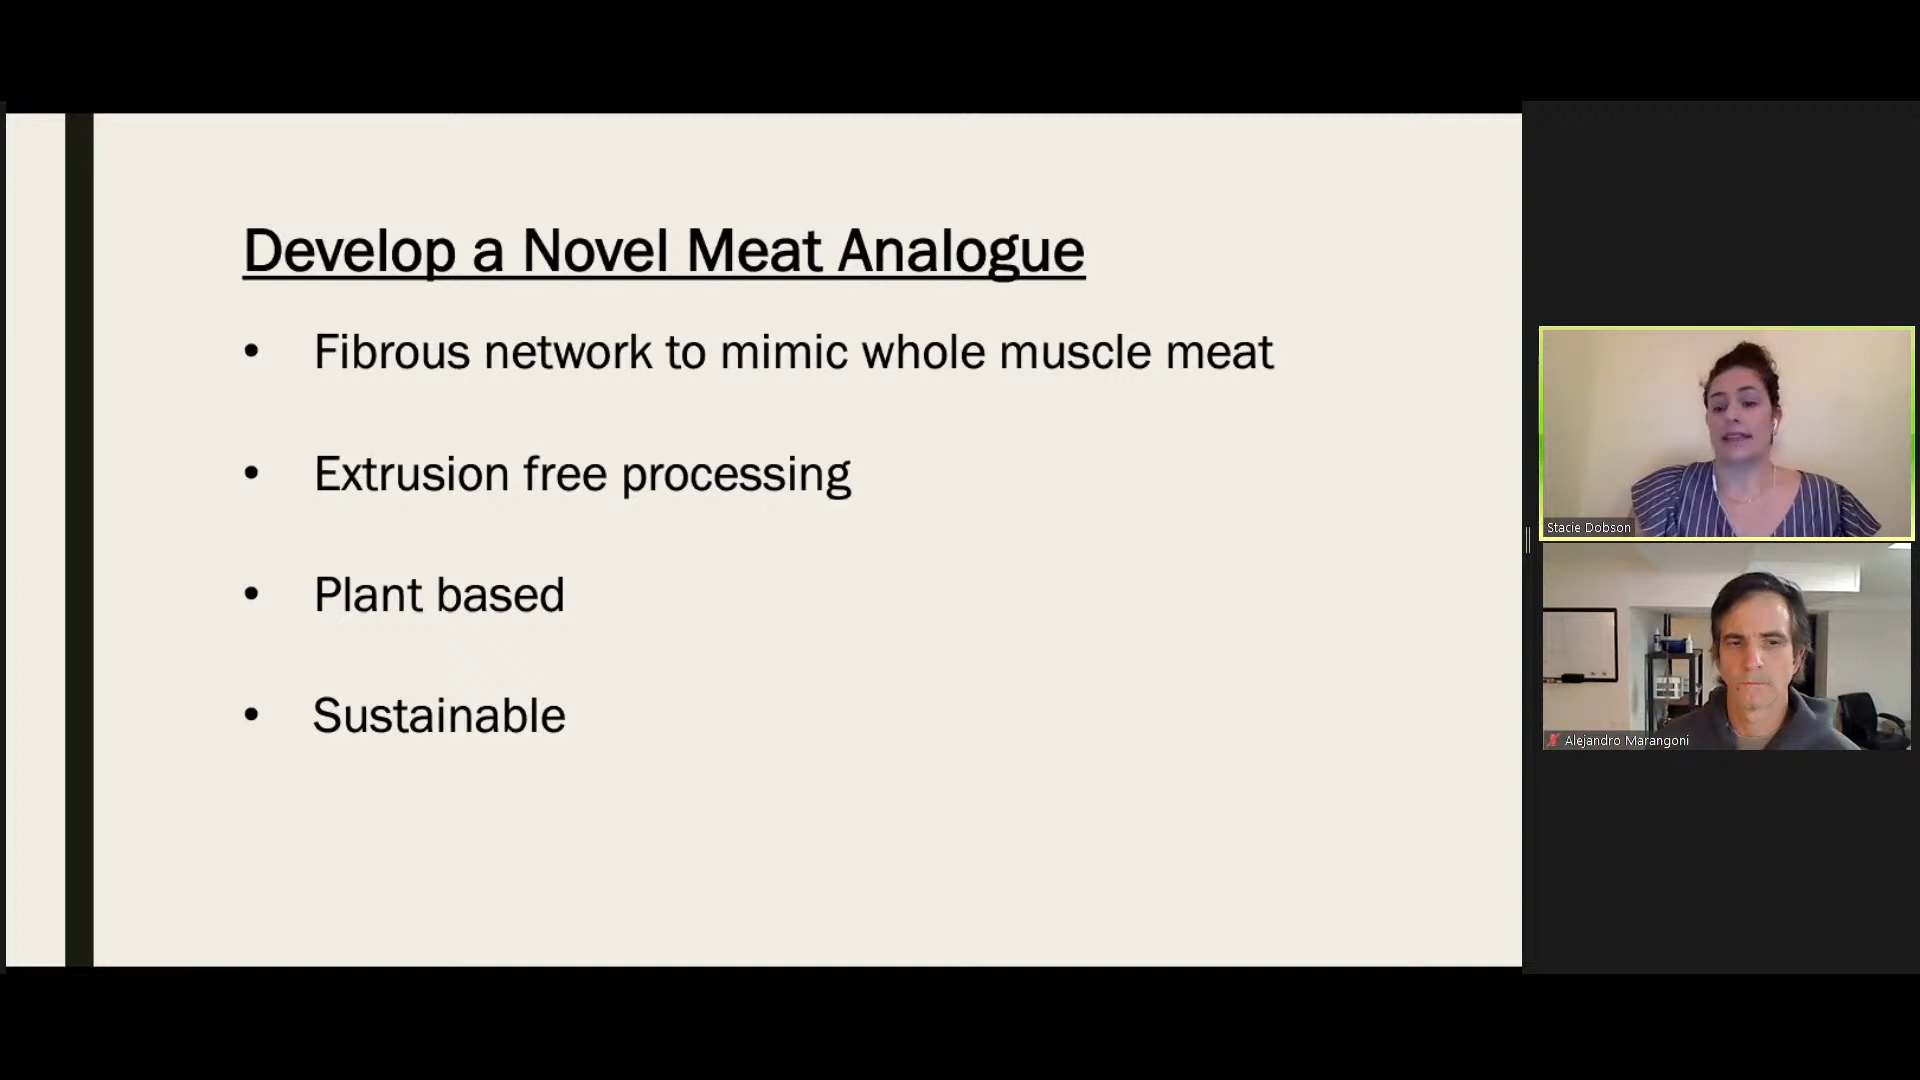 Develop a Novel Meat Analogue
• Fibrous network to mimic whole muscle meat
• Extrusion free processing
• Plant based
• Sustainable
Stacie Dobson
Alejandro Marangoni